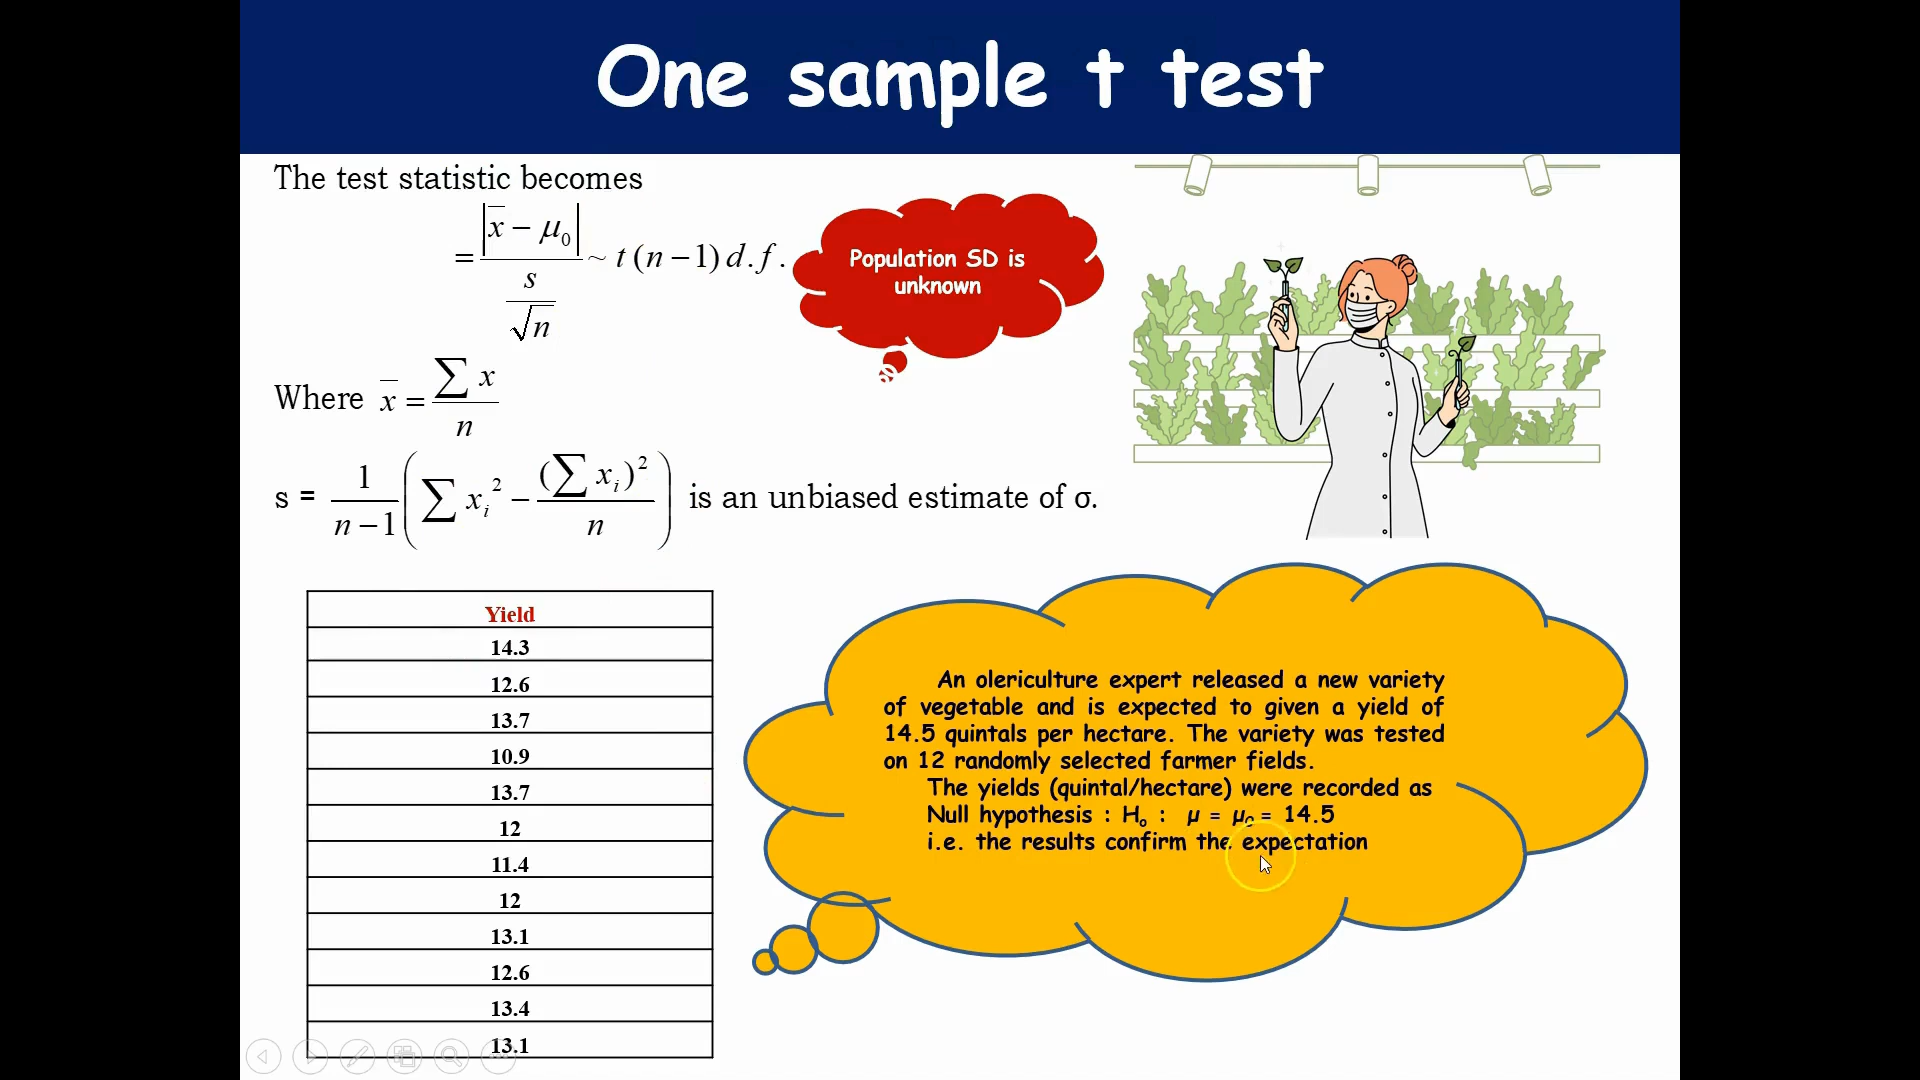 One sample t test
The test statistic becomes
= |x̄ − μ₀| / (s / √n) ~ t (n − 1) d.f.
Population SD is
unknown
Where x̄ = ∑ x / n
s = 1 / (n − 1) (∑ xᵢ² − (∑ xᵢ)² / n) is an unbiased estimate of σ.
Yield
14.3
12.6
13.7
10.9
13.7
12
11.4
12
13.1
12.6
13.4
13.1
An olericulture expert released a new variety
of vegetable and is expected to given a yield of
14.5 quintals per hectare. The variety was tested
on 12 randomly selected farmer fields.
The yields (quintal/hectare) were recorded as
Null hypothesis : H₀ : μ = μ₀ = 14.5
i.e. the results confirm the expectation